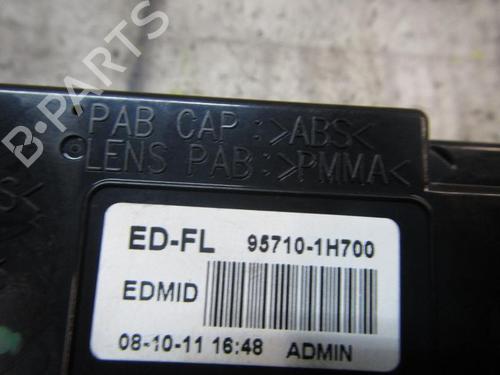 PAB CAP : >ABS<
LENS PAB: >PMMA<
ED-FL 95710-1H700
EDMID
08-10-11 16:48 ADMIN
B-PARTS